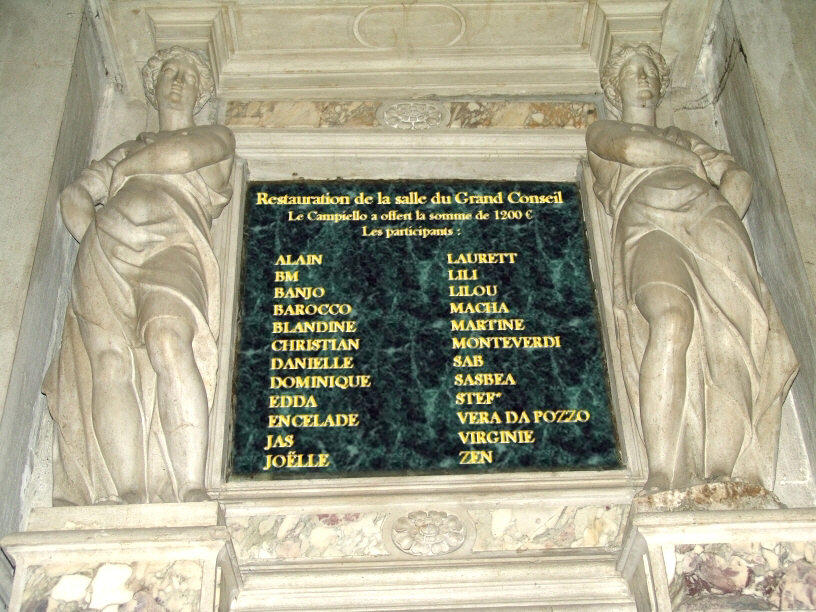 Restauration de la salle du Grand Conseil
Le Campiello a offert la somme de 1200 €
Les participants :
ALAIN
BM
BANJO
BAROCCO
BLANDINE
CHRISTIAN
DANIELLE
DOMINIQUE
EDDA
ENCELADE
JAS
JOËLLE
LAURETT
LILI
LILOU
MACHA
MARTINE
MONTEVERDI
SAB
SASBEA
STEF*
VERA DA POZZO
VIRGINIE
ZEN